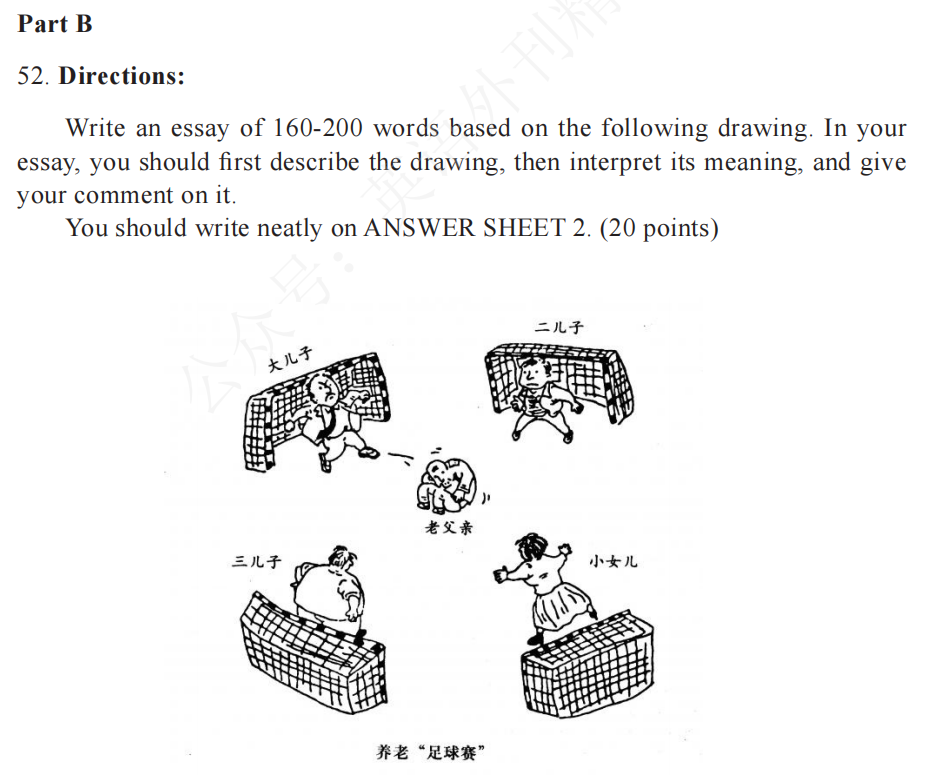 Part B
52. Directions:
Write an essay of 160-200 words based on the following drawing. In your
essay, you should first describe the drawing, then interpret its meaning, and give
your comment on it.
You should write neatly on ANSWER SHEET 2. (20 points)
公众号：英语外刊精
大儿子
二儿子
老父亲
三儿子
小女儿
养老“足球赛”